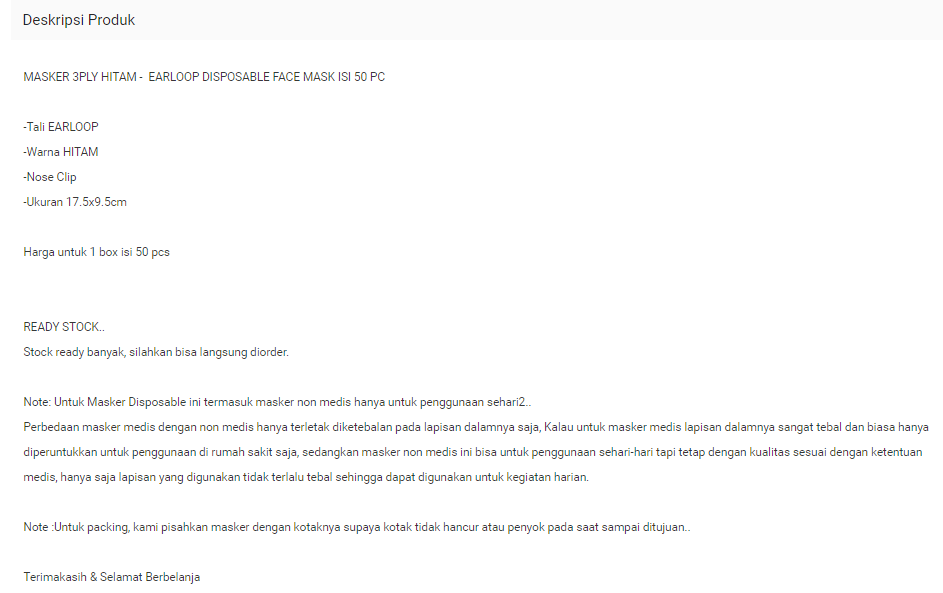 Deskripsi Produk
MASKER 3PLY HITAM - EARLOOP DISPOSABLE FACE MASK ISI 50 PC
-Tali EARLOOP
-Warna HITAM
-Nose Clip
-Ukuran 17.5x9.5cm
Harga untuk 1 box isi 50 pcs
READY STOCK..
Stock ready banyak, silahkan bisa langsung diorder.
Note: Untuk Masker Disposable ini termasuk masker non medis hanya untuk penggunaan sehari2..
Perbedaan masker medis dengan non medis hanya terletak diketebalan pada lapisan dalamnya saja, Kalau untuk masker medis lapisan dalamnya sangat tebal dan biasa hanya
diperuntukkan untuk penggunaan di rumah sakit saja, sedangkan masker non medis ini bisa untuk penggunaan sehari-hari tapi tetap dengan kualitas sesuai dengan ketentuan
medis, hanya saja lapisan yang digunakan tidak terlalu tebal sehingga dapat digunakan untuk kegiatan harian.
Note :Untuk packing, kami pisahkan masker dengan kotaknya supaya kotak tidak hancur atau penyok pada saat sampai ditujuan..
Terimakasih & Selamat Berbelanja